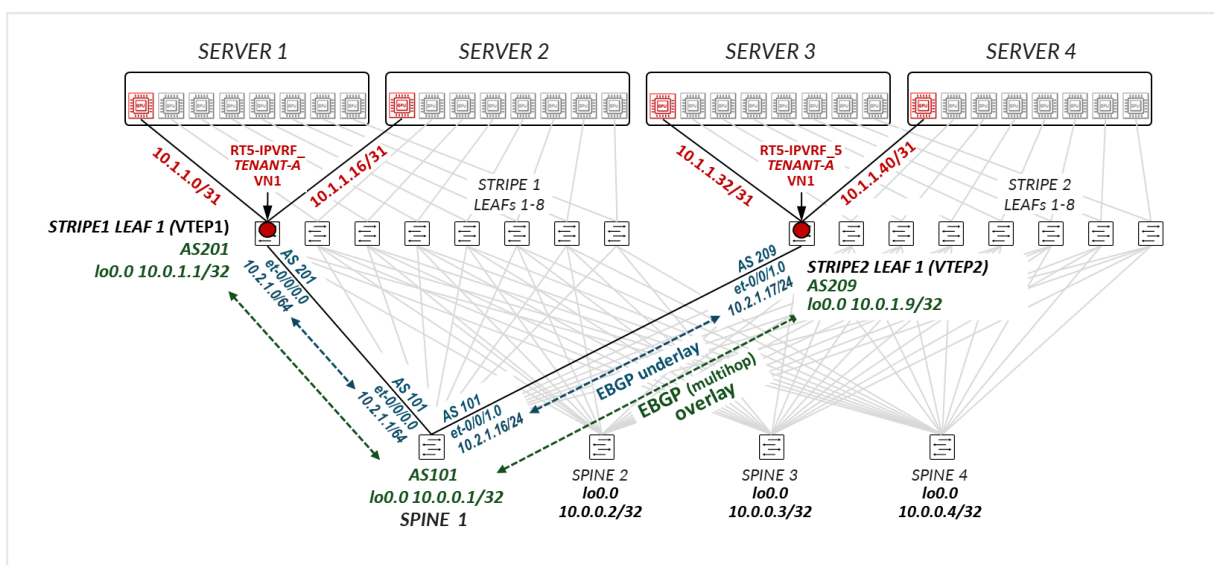 SERVER 1
SERVER 2
SERVER 3
SERVER 4
10.1.1.0/31
RT5-IPVRF_
TENANT-A
VN1
10.1.1.16/31
10.1.1.32/31
RT5-IPVRF_5
TENANT-A
VN1
10.1.1.40/31
STRIPE 1
LEAFs 1-8
STRIPE 2
LEAFs 1-8
STRIPE1 LEAF 1 (VTEP1)
AS201
lo0.0 10.0.1.1/32
AS 201
et-0/0/0.0
10.2.1.0/64
AS 209
et-0/0/1.0
10.2.1.17/24
STRIPE2 LEAF 1 (VTEP2)
AS209
lo0.0 10.0.1.9/32
AS 101
et-0/0/0.0
10.2.1.1/64
AS 101
et-0/0/1.0
10.2.1.16/24
EBGP underlay
EBGP (multihop)
overlay
AS101
lo0.0 10.0.0.1/32
SPINE 1
SPINE 2
lo0.0
10.0.0.2/32
SPINE 3
lo0.0
10.0.0.3/32
SPINE 4
lo0.0
10.0.0.4/32